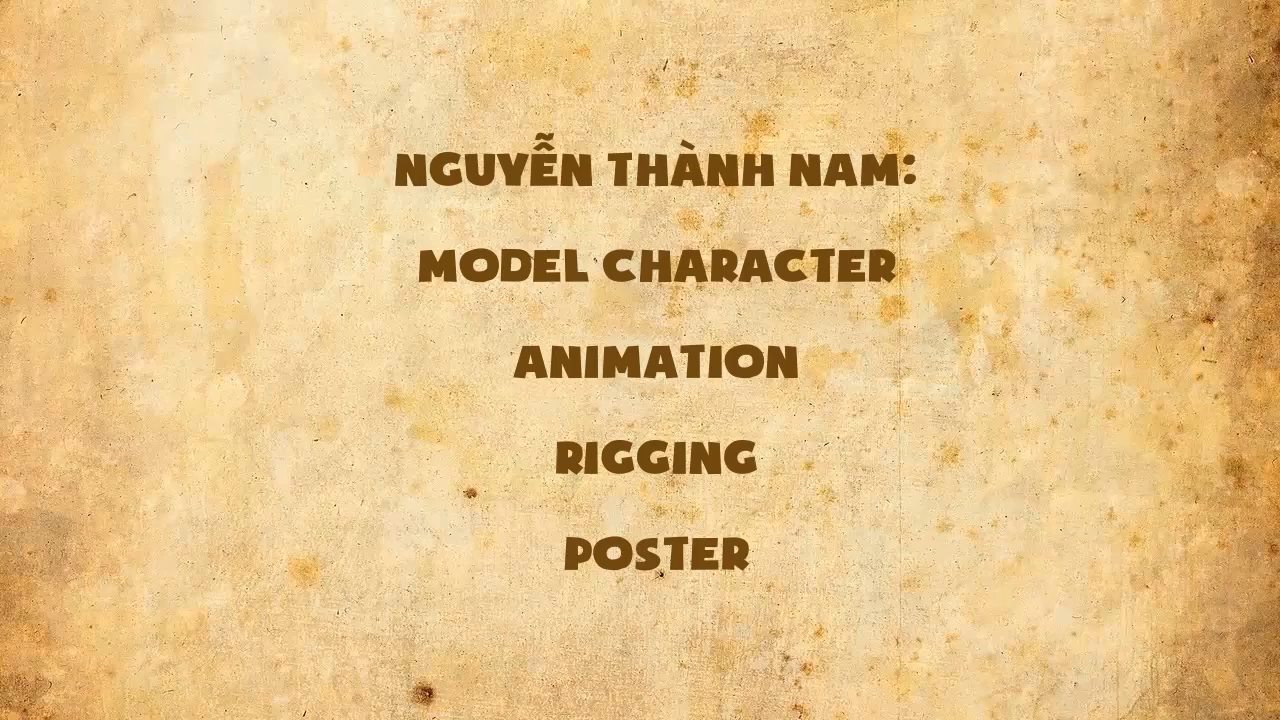 NGUYỄN THÀNH NAM:
MODEL CHARACTER
ANIMATION
RIGGING
POSTER